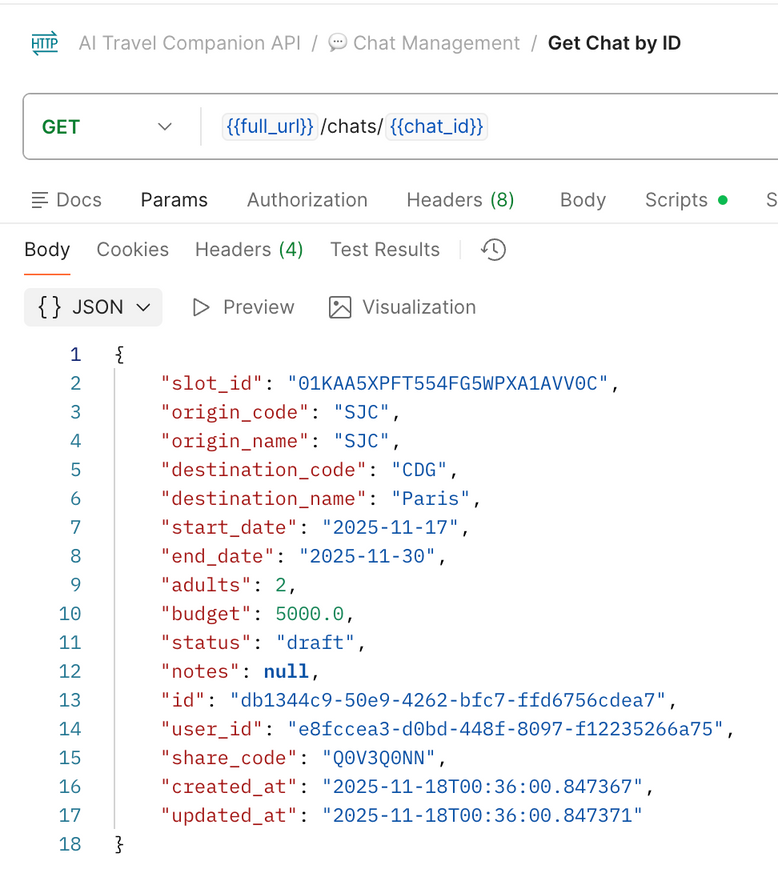 HTTP AI Travel Companion API / 💬 Chat Management / Get Chat by ID
GET {{full_url}}/chats/{{chat_id}}
Docs Params Authorization Headers (8) Body Scripts S
Body Cookies Headers (4) Test Results
{} JSON Preview Visualization
1 {
2 "slot_id": "01KAA5XPFT554FG5WPXA1AVV0C",
3 "origin_code": "SJC",
4 "origin_name": "SJC",
5 "destination_code": "CDG",
6 "destination_name": "Paris",
7 "start_date": "2025-11-17",
8 "end_date": "2025-11-30",
9 "adults": 2,
10 "budget": 5000.0,
11 "status": "draft",
12 "notes": null,
13 "id": "db1344c9-50e9-4262-bfc7-ffd6756cdea7",
14 "user_id": "e8fccea3-d0bd-448f-8097-f12235266a75",
15 "share_code": "Q0V3Q0NN",
16 "created_at": "2025-11-18T00:36:00.847367",
17 "updated_at": "2025-11-18T00:36:00.847371"
18 }